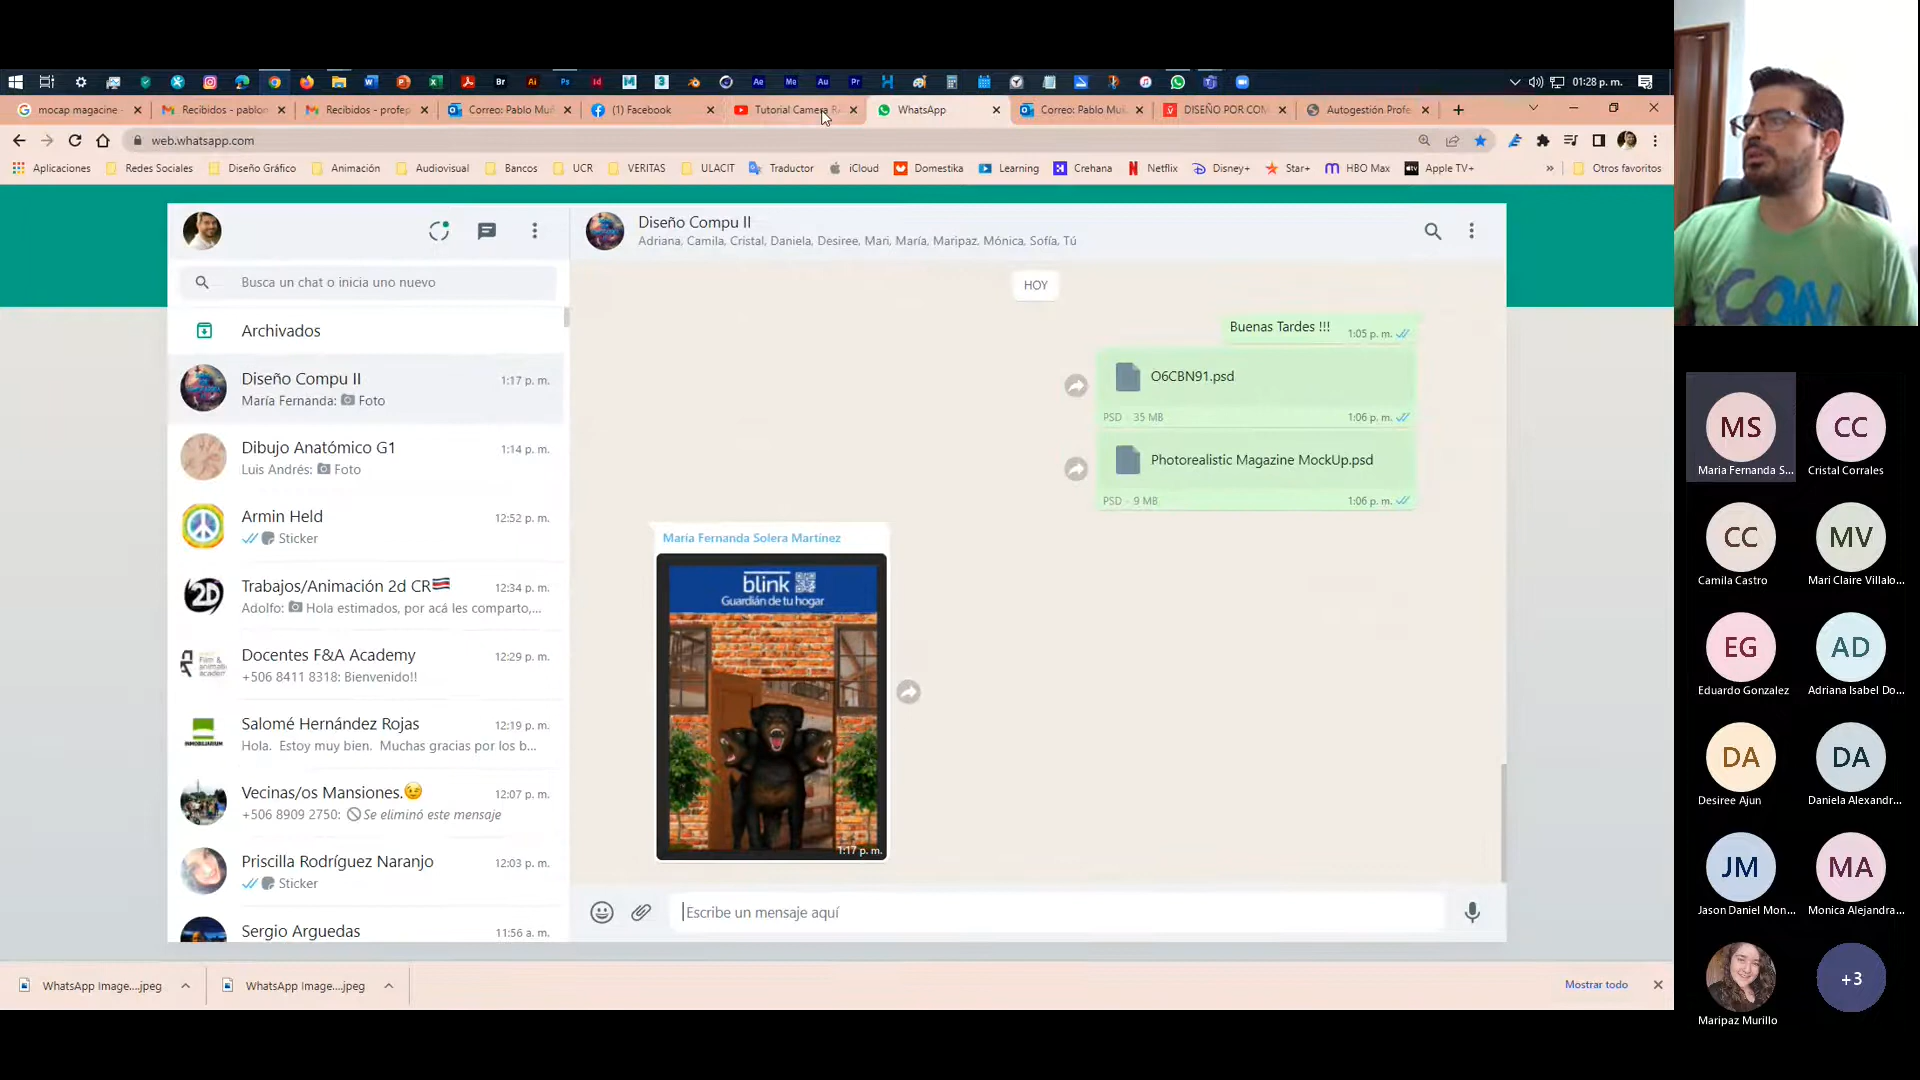 01:28 p. m.
mocap magazine
Recibidos - pablon
Recibidos - profep
Correo: Pablo Muñ
(1) Facebook
Tutorial Camera R
WhatsApp
Correo: Pablo Mu
DISEÑO POR COM
Autogestión Profe
web.whatsapp.com
Aplicaciones
Redes Sociales
Diseño Gráfico
Animación
Audiovisual
Bancos
UCR
VERITAS
ULACIT
Traductor
iCloud
Domestika
Learning
Crehana
Netflix
Disney+
Star+
HBO Max
Apple TV+
»
Otros favoritos
Diseño Compu II
Adriana, Camila, Cristal, Daniela, Desiree, Mari, María, Maripaz, Mónica, Sofía, Tú
Busca un chat o inicia uno nuevo
Archivados
Diseño Compu II 1:17 p. m.
María Fernanda: Foto
Dibujo Anatómico G1 1:14 p. m.
Luis Andrés: Foto
Armin Held 12:52 p. m.
Sticker
Trabajos/Animación 2d CR 12:34 p. m.
Adolfo: Hola estimados, por acá les comparto,...
Docentes F&A Academy 12:29 p. m.
+506 8411 8318: Bienvenido!!
Salomé Hernández Rojas 12:19 p. m.
Hola. Estoy muy bien. Muchas gracias por los b...
Vecinas/os Mansiones. 12:07 p. m.
+506 8909 2750: Se eliminó este mensaje
Priscilla Rodríguez Naranjo 12:03 p. m.
Sticker
Sergio Arguedas 11:56 a. m.
HOY
Buenas Tardes !!! 1:05 p. m.
O6CBN91.psd
PSD - 35 MB 1:06 p. m.
Photorealistic Magazine MockUp.psd
PSD - 9 MB 1:06 p. m.
María Fernanda Solera Martínez
blink
Guardián de tu hogar
1:17 p. m.
Escribe un mensaje aquí
WhatsApp Image....jpeg
WhatsApp Image....jpeg
Mostrar todo
MS
Maria Fernanda S...
CC
Cristal Corrales
CC
Camila Castro
MV
Mari Claire Villalo...
EG
Eduardo Gonzalez
AD
Adriana Isabel Do...
DA
Desiree Ajun
DA
Daniela Alexandr...
JM
Jason Daniel Mon...
MA
Monica Alejandra...
Maripaz Murillo
+3